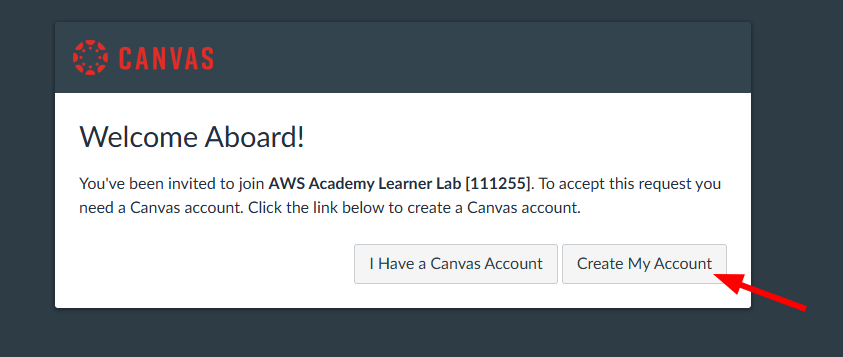 CANVAS
Welcome Aboard!
You've been invited to join AWS Academy Learner Lab [111255]. To accept this request you
need a Canvas account. Click the link below to create a Canvas account.
I Have a Canvas Account Create My Account